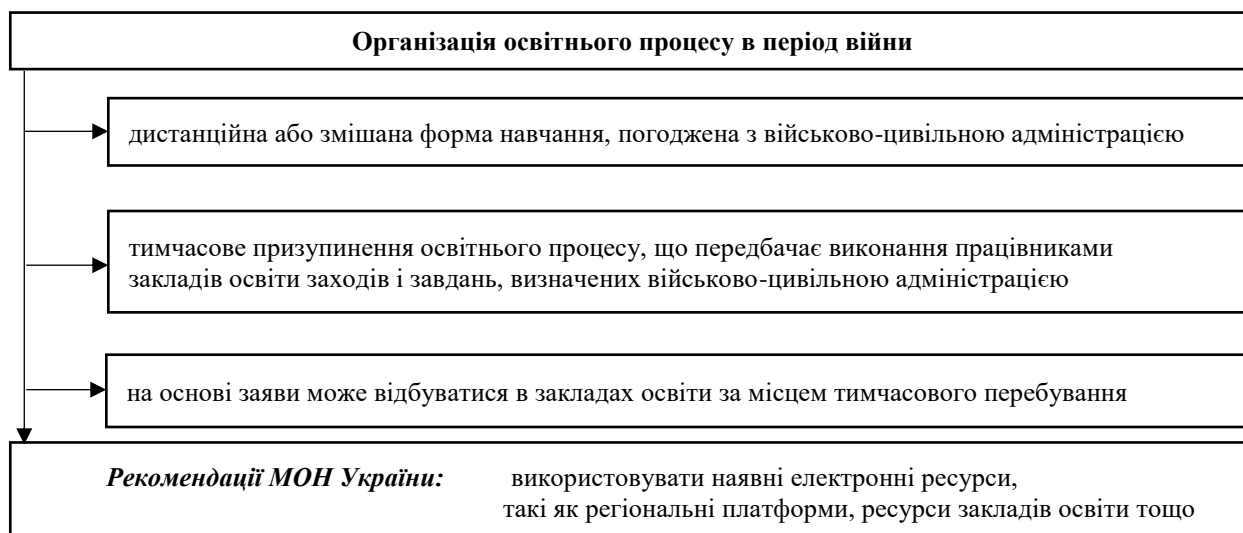 Організація освітнього процесу в період війни
дистанційна або змішана форма навчання, погоджена з військово-цивільною адміністрацією
тимчасове призупинення освітнього процесу, що передбачає виконання працівниками
закладів освіти заходів і завдань, визначених військово-цивільною адміністрацією
на основі заяви може відбуватися в закладах освіти за місцем тимчасового перебування
Рекомендації МОН України: використовувати наявні електронні ресурси,
такі як регіональні платформи, ресурси закладів освіти тощо